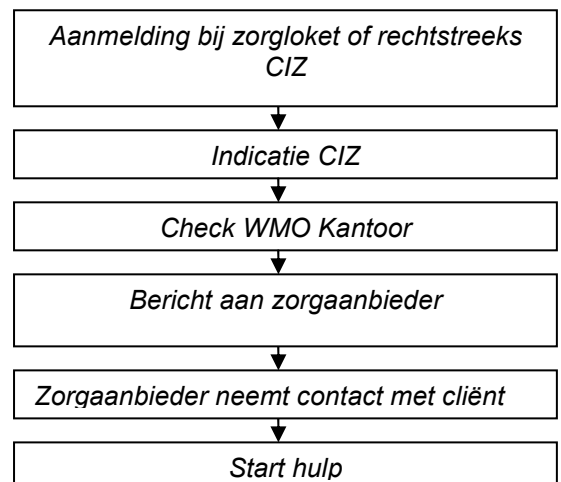 Aanmelding bij zorgloket of rechtstreeks
CIZ
Indicatie CIZ
Check WMO Kantoor
Bericht aan zorgaanbieder
Zorgaanbieder neemt contact met cliënt
Start hulp